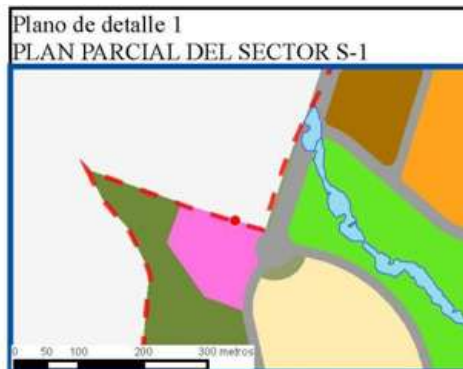 Plano de detalle 1
PLAN PARCIAL DEL SECTOR S-1
0 50 100 200 300 metros